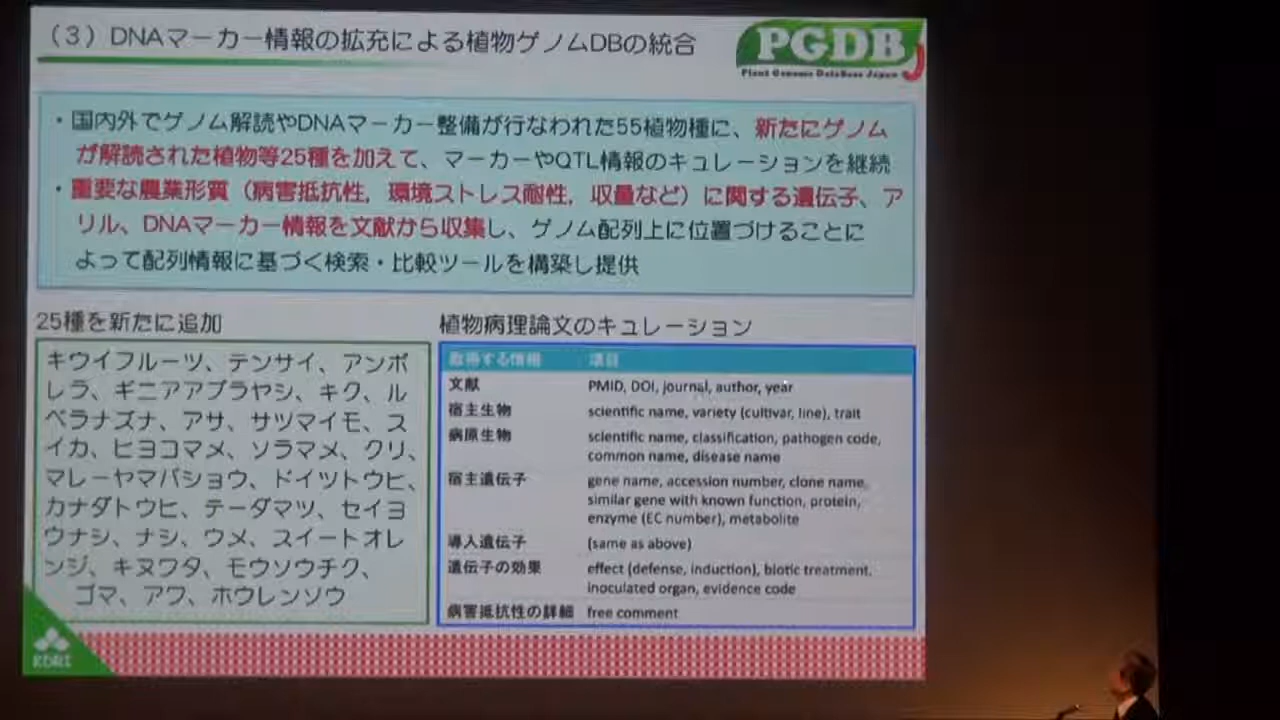 （3）DNAマーカー情報の拡充による植物ゲノムDBの統合
PGDBJ
Plant Genome DataBase Japan
・国内外でゲノム解読やDNAマーカー整備が行なわれた55植物種に、新たにゲノム
が解読された植物等25種を加えて、マーカーやQTL情報のキュレーションを継続
・重要な農業形質（病害抵抗性，環境ストレス耐性，収量など）に関する遺伝子、ア
リル、DNAマーカー情報を文献から収集し、ゲノム配列上に位置づけることに
よって配列情報に基づく検索・比較ツールを構築し提供
25種を新たに追加
キウイフルーツ、テンサイ、アンボ
レラ、ギニアアブラヤシ、キク、ル
ベラナズナ、アサ、サツマイモ、ス
イカ、ヒヨコマメ、ソラマメ、クリ、
マレーヤマバショウ、ドイツトウヒ、
カナダトウヒ、テーダマツ、セイヨ
ウナシ、ナシ、ウメ、スイートオレ
ンジ、キヌワタ、モウソウチク、
ゴマ、アワ、ホウレンソウ
植物病理論文のキュレーション
取得する情報 項目
文献 PMID, DOI, journal, author, year
宿主生物 scientific name, variety (cultivar, line), trait
病原生物 scientific name, classification, pathogen code,
common name, disease name
宿主遺伝子 gene name, accession number, clone name,
similar gene with known function, protein,
enzyme (EC number), metabolite
導入遺伝子 (same as above)
遺伝子の効果 effect (defense, induction), biotic treatment,
inoculated organ, evidence code
病害抵抗性の詳細 free comment
KDRI